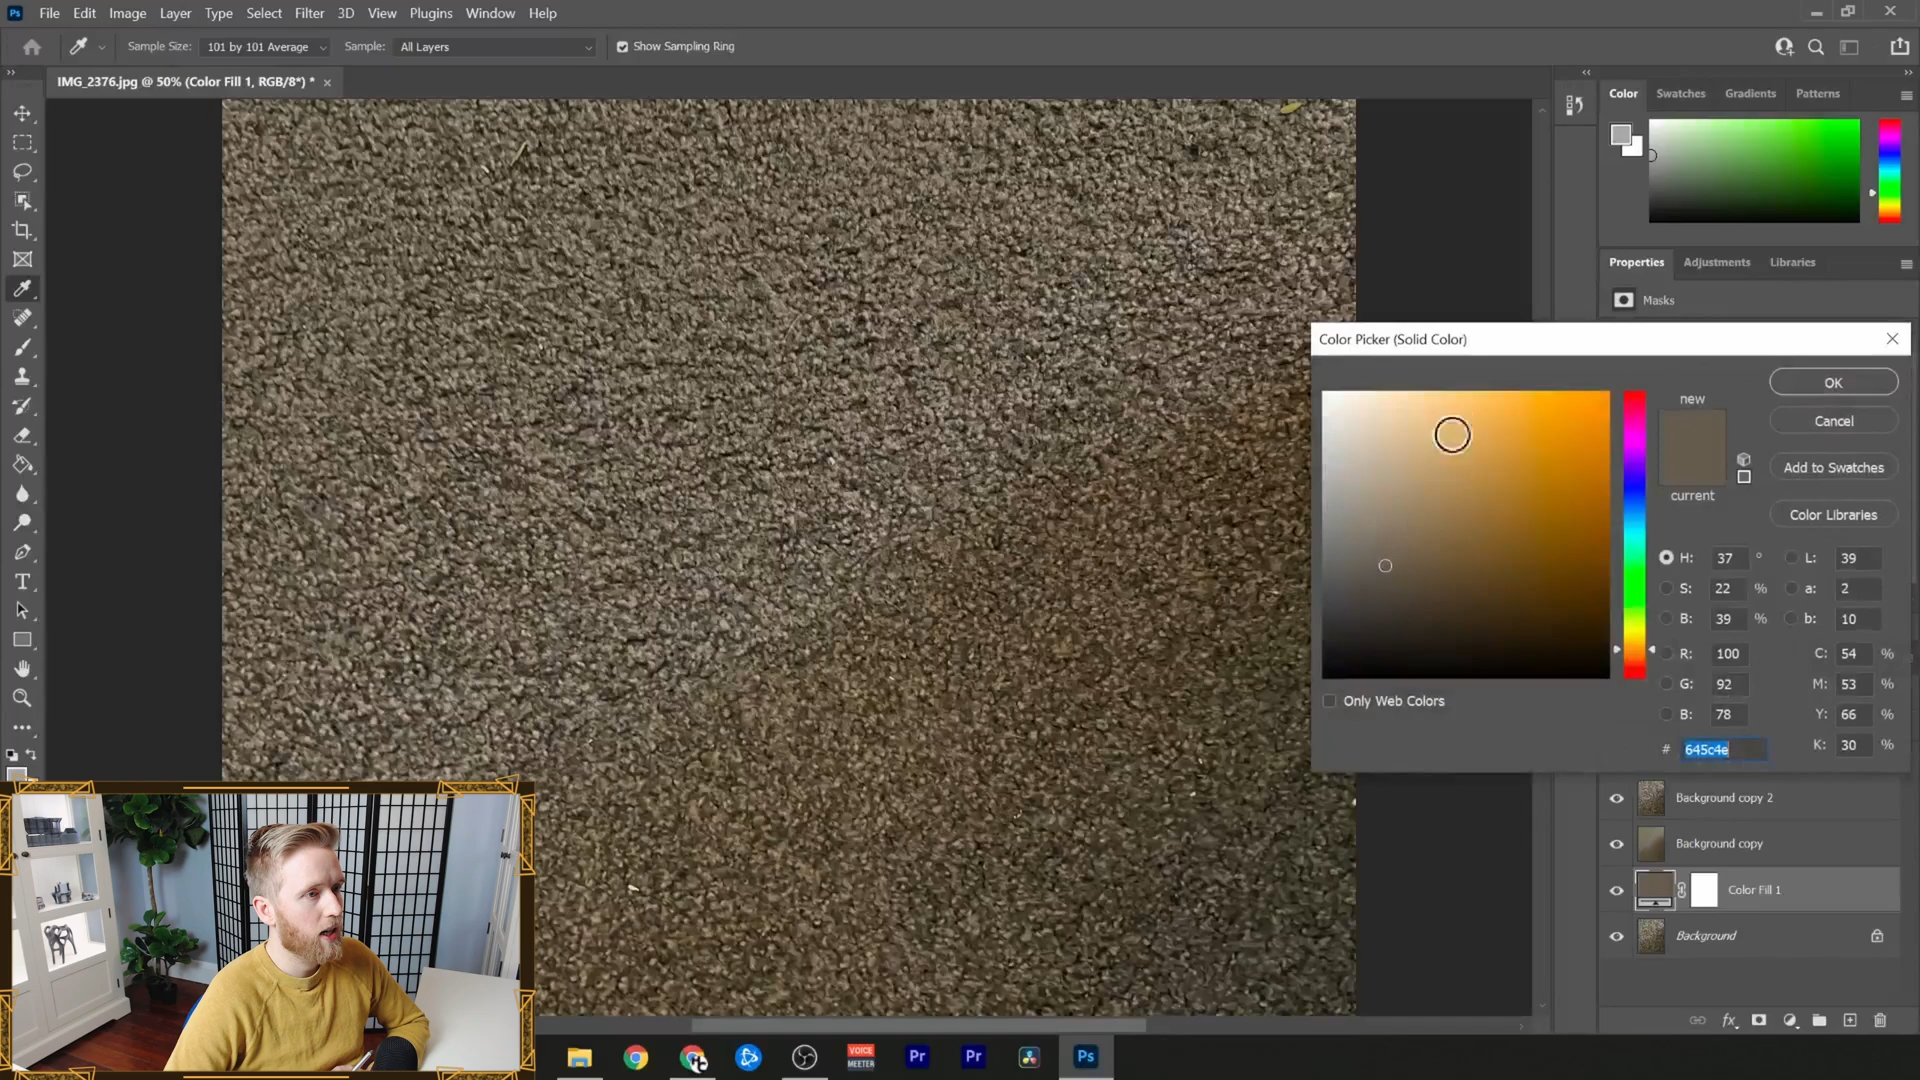 Ps File Edit Image Layer Type Select Filter 3D View Plugins Window Help
Sample Size: 101 by 101 Average Sample: All Layers Show Sampling Ring
IMG_2376.jpg @ 50% (Color Fill 1, RGB/8*) * ×
Color Swatches Gradients Patterns
Properties Adjustments Libraries
Masks
Color Picker (Solid Color)
new
current
OK
Cancel
Add to Swatches
Color Libraries
H: 37 ° L: 39
S: 22 % a: 2
B: 39 % b: 10
R: 100 C: 54 %
G: 92 M: 53 %
B: 78 Y: 66 %
# 645c4e K: 30 %
Only Web Colors
Background copy 2
Background copy
Color Fill 1
Background
fx
VOICE
MEETER
Pr
Pr
Ps